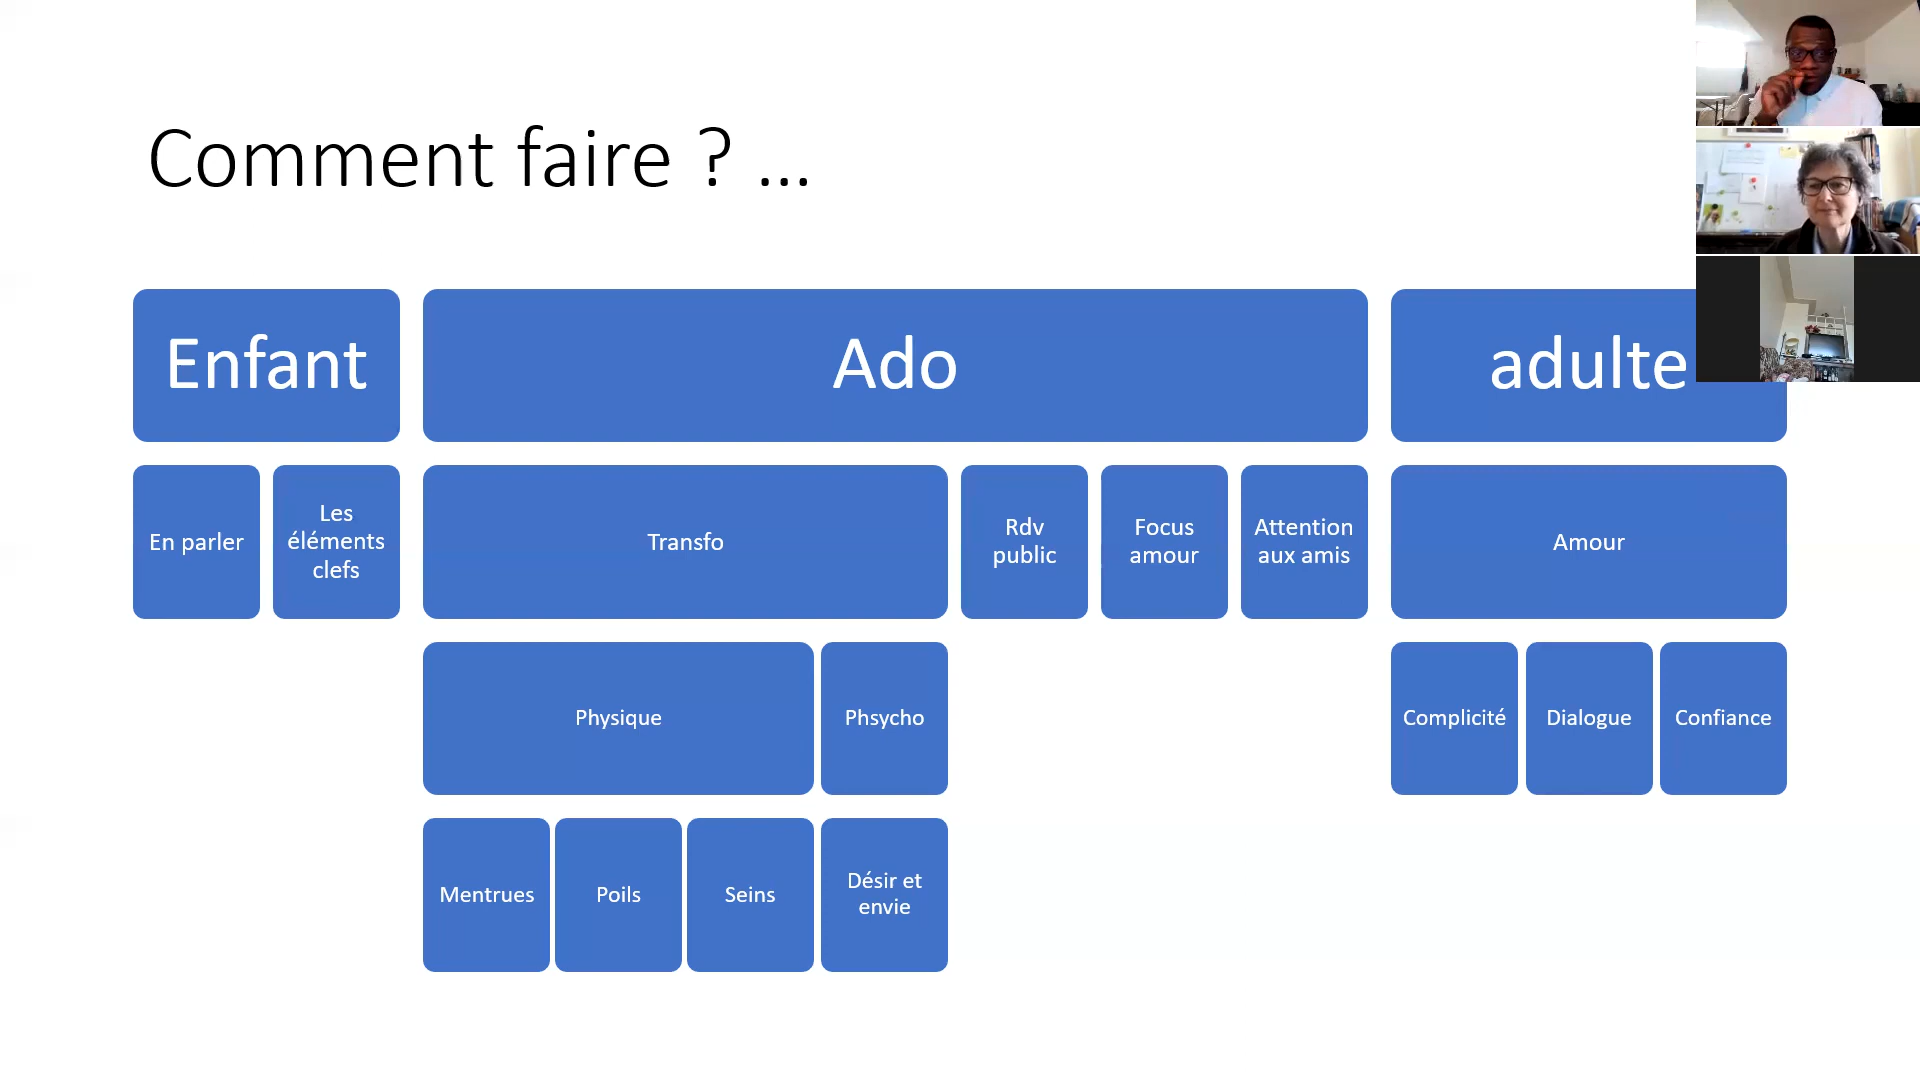 Comment faire ? ...
Enfant
Ado
adulte
En parler
Les
éléments
clefs
Transfo
Rdv
public
Focus
amour
Attention
aux amis
Amour
Physique
Phsycho
Complicité
Dialogue
Confiance
Mentrues
Poils
Seins
Désir et
envie